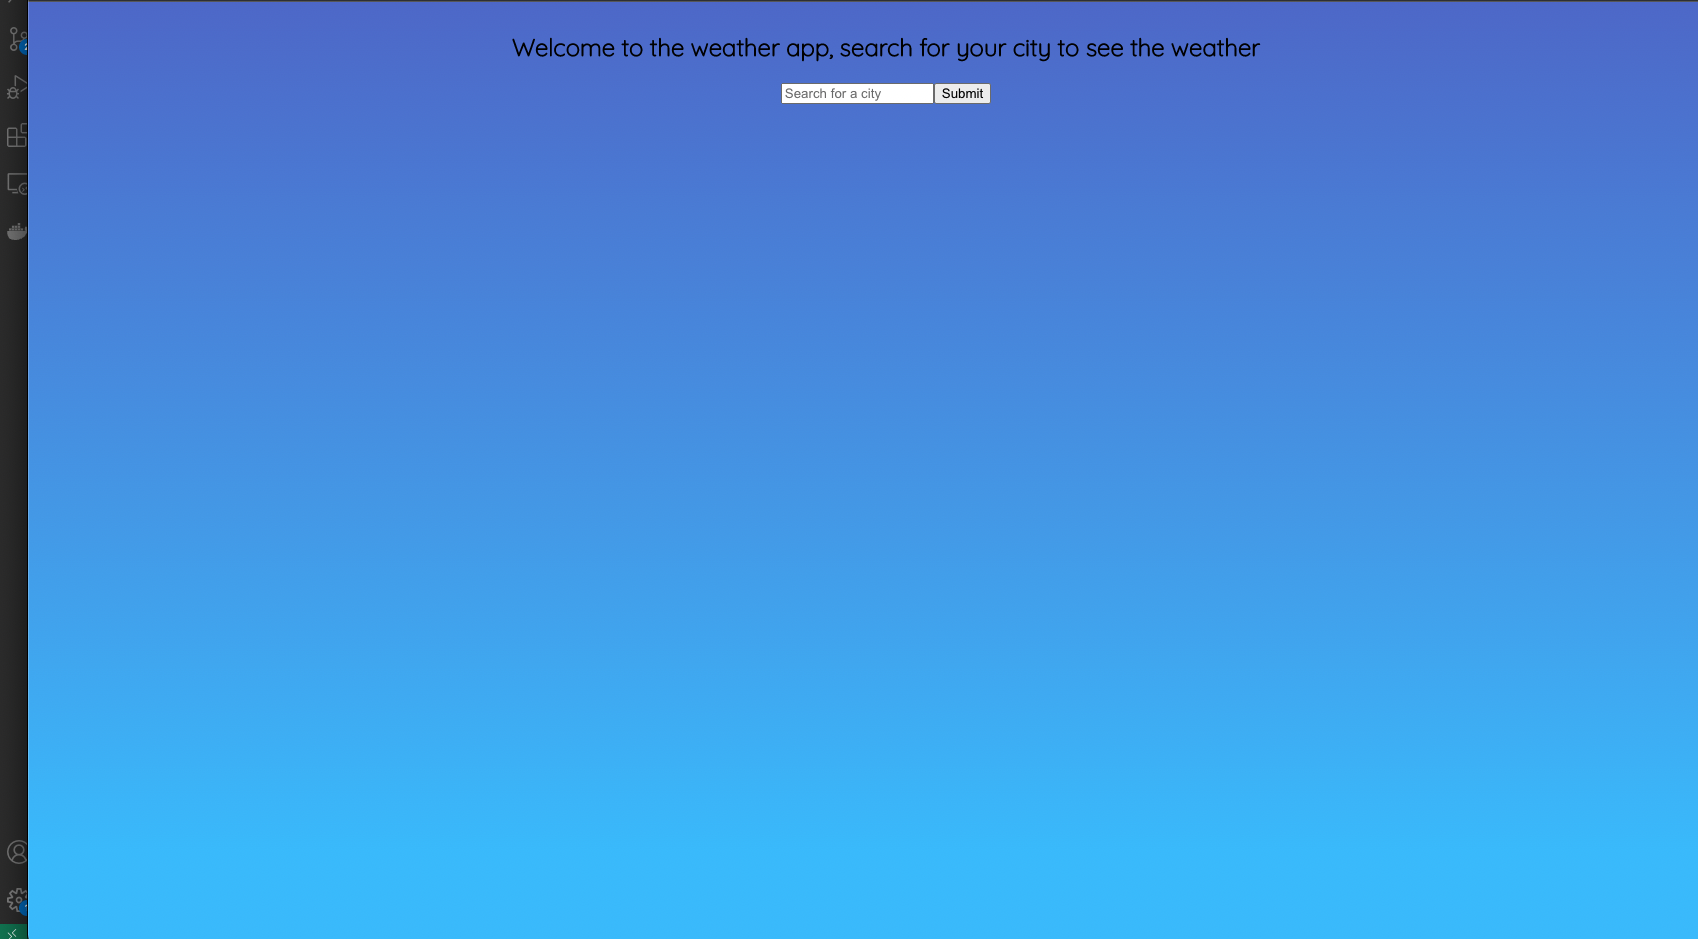 Welcome to the weather app, search for your city to see the weather
Search for a city Submit